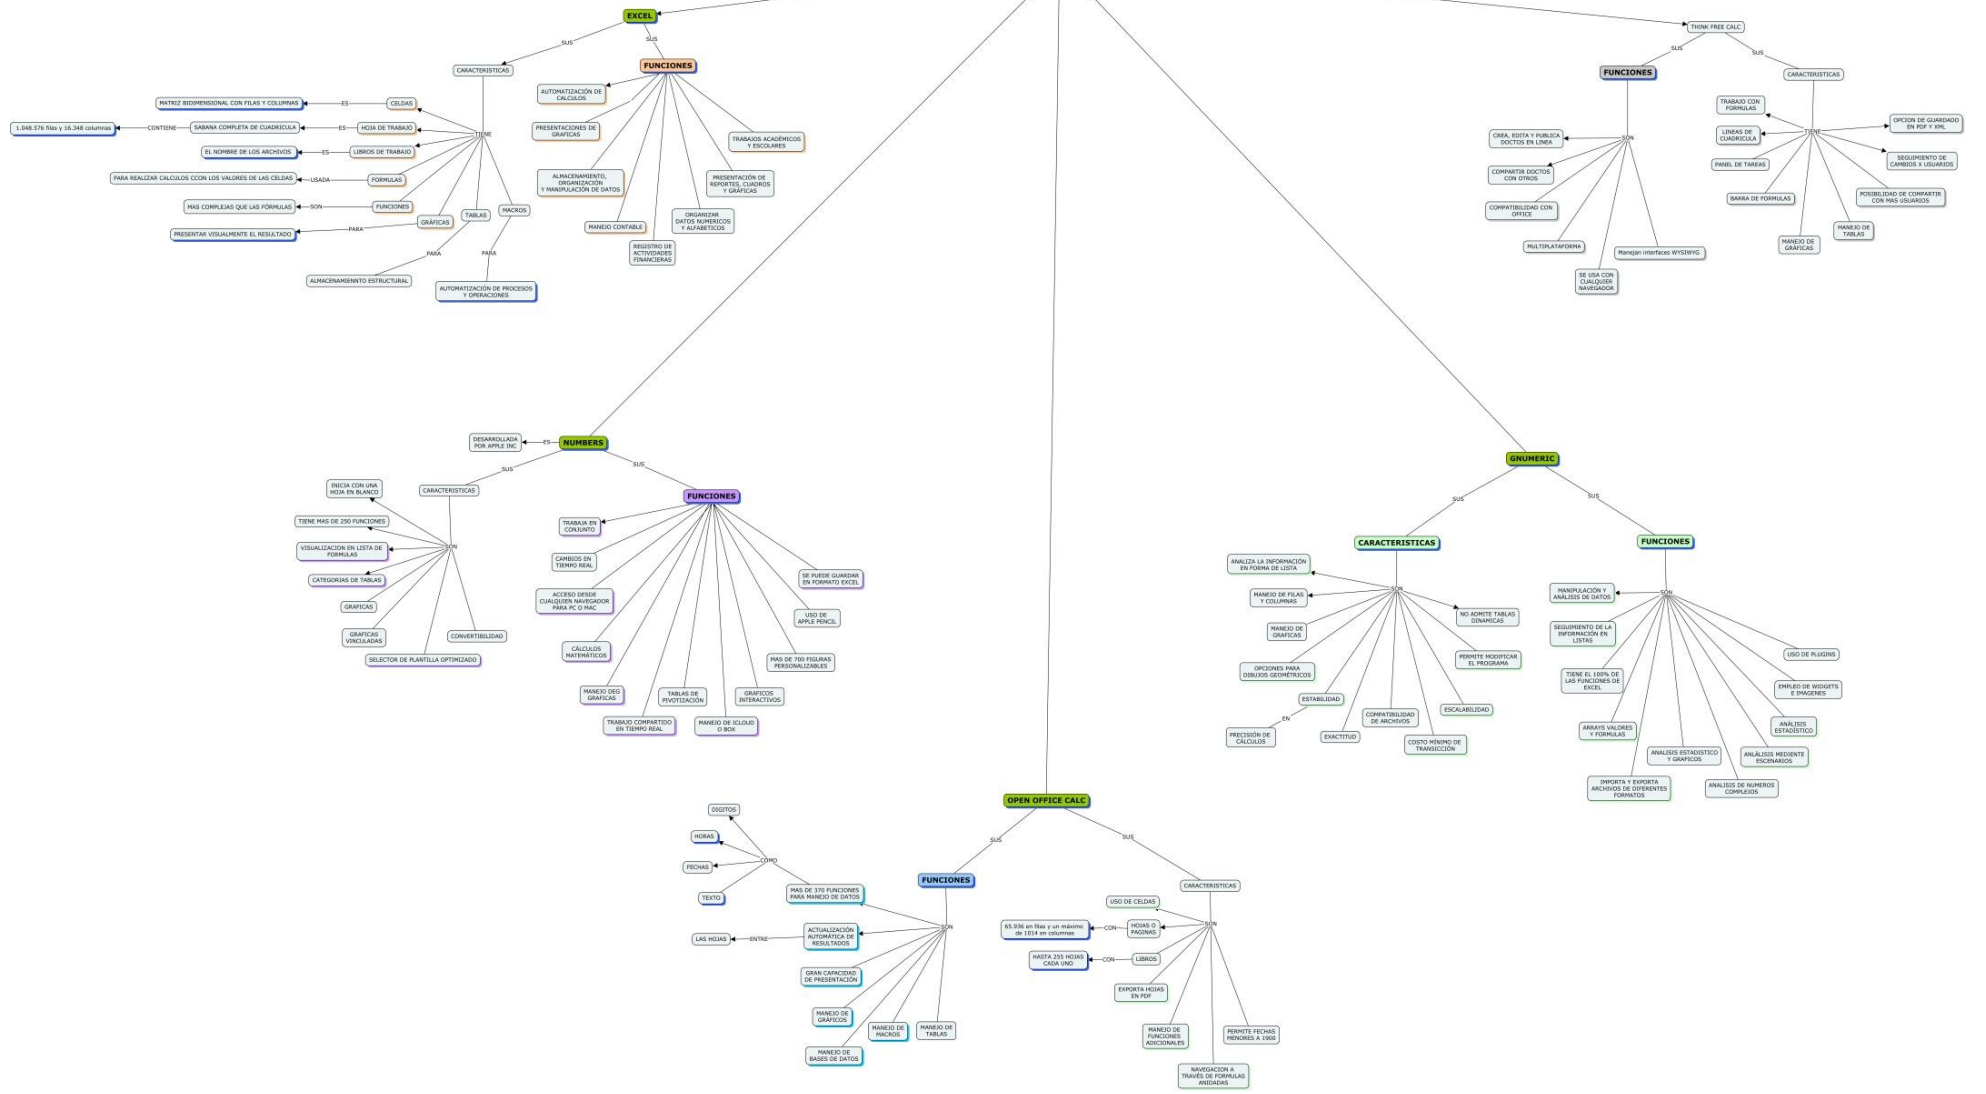 EXCEL
SUS
SUS
CARACTERISTICAS
FUNCIONES
MATRIZ BIDIMENSIONAL CON FILAS Y COLUMNAS
ES
CELDAS
1.048.576 filas y 16.348 columnas
CONTIENE
SABANA COMPLETA DE CUADRICULA
ES
HOJA DE TRABAJO
TIENE
EL NOMBRE DE LOS ARCHIVOS
ES
LIBROS DE TRABAJO
PARA REALIZAR CALCULOS CCON LOS VALORES DE LAS CELDAS
USADA
FORMULAS
MAS COMPLEJAS QUE LAS FÓRMULAS
SON
FUNCIONES
PRESENTAR VISUALMENTE EL RESULTADO
PARA
GRÁFICAS
TABLAS
MACROS
PARA
PARA
ALMACENAMIENNTO ESTRUCTURAL
AUTOMATIZACIÓN DE PROCESOS
Y OPERACIONES
AUTOMATIZACIÓN DE
CALCULOS
PRESENTACIONES DE
GRAFICAS
ALMACENAMIENTO,
ORGANIZACIÓN
Y MANIPULACIÓN DE DATOS
MANEJO CONTABLE
REGISTRO DE
ACTIVIDADES
FINANCIERAS
ORGANIZAR
DATOS NUMERICOS
Y ALFABETICOS
PRESENTACIÓN DE
REPORTES, CUADROS
Y GRÁFICAS
TRABAJOS ACADÉMICOS
Y ESCOLARES
THINK FREE CALC
SUS
SUS
FUNCIONES
CARACTERISTICAS
SON
CREA, EDITA Y PUBLICA
DOCTOS EN LINEA
COMPARTIR DOCTOS
CON OTROS
COMPATIBILIDAD CON
OFFICE
MULTIPLATAFORMA
SE USA CON
CUALQUIER
NAVEGADOR
Manejan interfaces WYSIWYG
TIENE
TRABAJO CON
FORMULAS
LINEAS DE
CUADRICULA
PANEL DE TAREAS
BARRA DE FORMULAS
MANEJO DE
GRÁFICAS
MANEJO DE
TABLAS
POSIBILIDAD DE COMPARTIR
CON MAS USUARIOS
SEGUIMIENTO DE
CAMBIOS X USUARIOS
OPCION DE GUARDADO
EN PDF Y XML
DESARROLLADA
POR APPLE INC
ES
NUMBERS
SUS
SUS
CARACTERISTICAS
FUNCIONES
INICIA CON UNA
HOJA EN BLANCO
TIENE MAS DE 250 FUNCIONES
SON
VISUALIZACION EN LISTA DE
FORMULAS
CATEGORIAS DE TABLAS
GRAFICAS
GRAFICAS
VINCULADAS
SELECTOR DE PLANTILLA OPTIMIZADO
CONVERTIBILIDAD
TRABAJA EN
CONJUNTO
CAMBIOS EN
TIEMPO REAL
ACCESO DESDE
CUALQUIEN NAVEGADOR
PARA PC O MAC
CÁLCULOS
MATEMÁTICOS
MANEJO DEG
GRAFICAS
TRABAJO COMPARTIDO
EN TIEMPO REAL
TABLAS DE
PIVOTIZACIÓN
MANEJO DE ICLOUD
O BOX
GRAFICOS
INTERACTIVOS
MAS DE 700 FIGURAS
PERSONALIZABLES
USO DE
APPLE PENCIL
SE PUEDE GUARDAR
EN FORMATO EXCEL
GNUMERIC
SUS
SUS
CARACTERISTICAS
FUNCIONES
ANALIZA LA INFORMACIÓN
EN FORMA DE LISTA
SON
MANEJO DE FILAS
Y COLUMNAS
MANEJO DE
GRAFICAS
OPCIONES PARA
DIBUJOS GEOMÉTRICOS
ESTABILIDAD
EN
PRECISIÓN DE
CÁLCULOS
EXACTITUD
COMPATIBILIDAD
DE ARCHIVOS
COSTO MÍNIMO DE
TRANSICCIÓN
ESCALABILIDAD
PERMITE MODIFICAR
EL PROGRAMA
NO ADMITE TABLAS
DINAMICAS
SON
MANIPULACIÓN Y
ANÁLISIS DE DATOS
SEGUIMIENTO DE LA
INFORMACIÓN EN
LISTAS
TIENE EL 100% DE
LAS FUNCIONES DE
EXCEL
ARRAYS VALORES
Y FORMULAS
IMPORTA Y EXPORTA
ARCHIVOS DE DIFERENTES
FORMATOS
ANALISIS ESTADISTICO
Y GRAFICOS
ANALISIS DE NUMEROS
COMPLEJOS
ANLÁLISIS MEDIENTE
ESCENARIOS
ANÁLISIS
ESTADÍSTICO
EMPLEO DE WIDGETS
E IMAGENES
USO DE PLUGINS
OPEN OFFICE CALC
SUS
SUS
FUNCIONES
CARACTERISTICAS
DIGITOS
HORAS
COMO
FECHAS
TEXTO
MAS DE 370 FUNCIONES
PARA MANEJO DE DATOS
SON
LAS HOJAS
ENTRE
ACTUALIZACIÓN
AUTOMÁTICA DE
RESULTADOS
GRAN CAPACIDAD
DE PRESENTACIÓN
MANEJO DE
GRÁFICOS
MANEJO DE
BASES DE DATOS
MANEJO DE
MACROS
MANEJO DE
TABLAS
USO DE CELDAS
SON
65.936 en filas y un máximo
de 1014 en columnas
CON
HOJAS O
PAGINAS
HASTA 255 HOJAS
CADA UNO
CON
LIBROS
EXPORTA HOJAS
EN PDF
MANEJO DE
FUNCIONES
ADICIONALES
NAVEGACION A
TRAVÉS DE FORMULAS
ANIDADAS
PERMITE FECHAS
MENORES A 1900